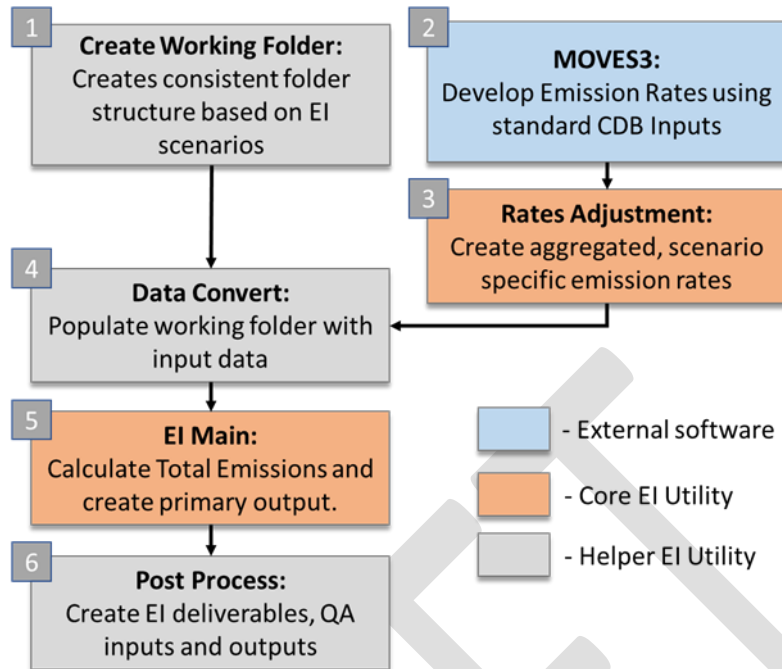 1
Create Working Folder:
Creates consistent folder
structure based on EI
scenarios
2
MOVES3:
Develop Emission Rates using
standard CDB Inputs
3
Rates Adjustment:
Create aggregated, scenario
specific emission rates
4
Data Convert:
Populate working folder with
input data
5
EI Main:
Calculate Total Emissions and
create primary output.
6
Post Process:
Create EI deliverables, QA
inputs and outputs
- External software
- Core EI Utility
- Helper EI Utility